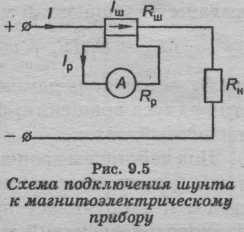 I
Iш
Rш
Iр
А
Rр
Rн
+
−
Рис. 9.5
Схема подключения шунта
к магнитоэлектрическому
прибору